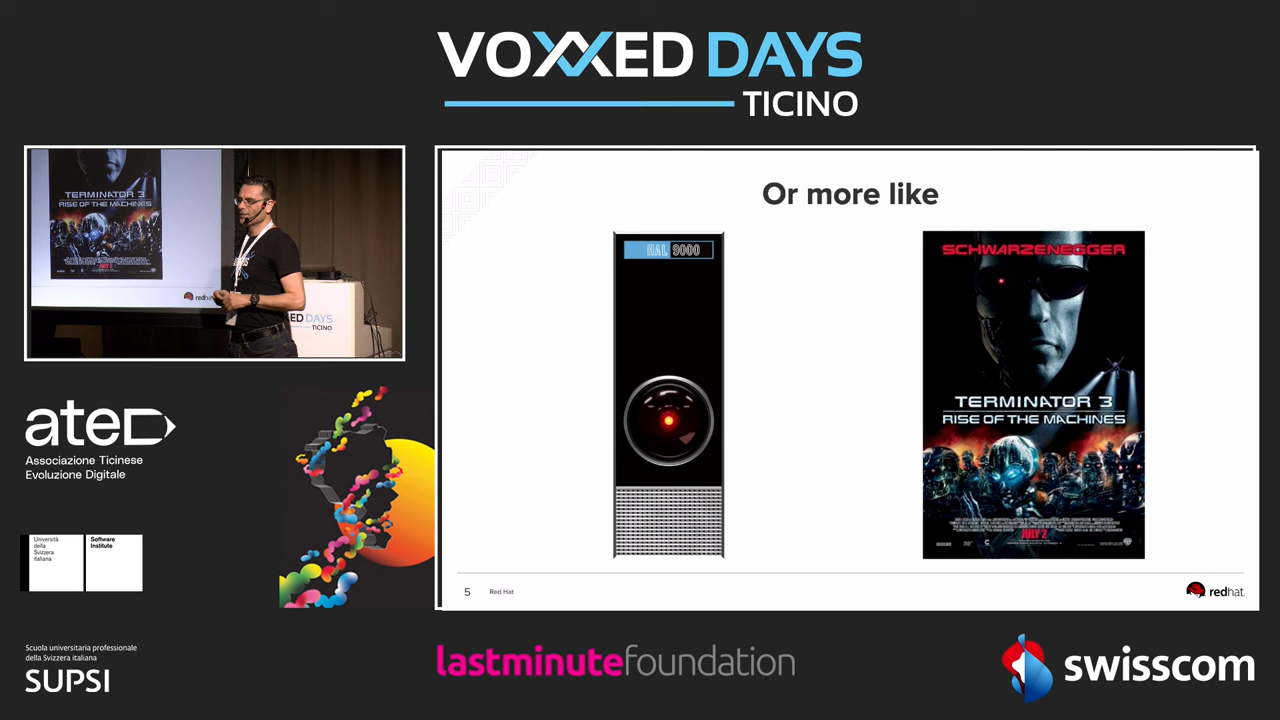 VOXXED DAYS
TICINO
TERMINATOR 3
RISE OF THE MACHINES
JULY 2
redhat
ED DAYS
TICINO
Or more like
HAL 9000
SCHWARZENEGGER
TERMINATOR 3
RISE OF THE MACHINES
JULY 2
5 Red Hat
redhat.
ateD
Associazione Ticinese
Evoluzione Digitale
Università
della
Svizzera
italiana
Software
Institute
Scuola universitaria professionale
della Svizzera italiana
SUPSI
lastminutefoundation
swisscom